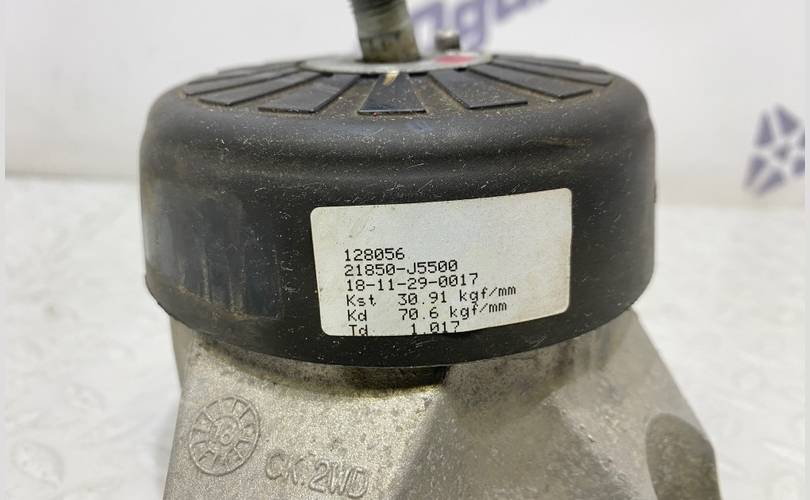 128056
21850-J5500
18-11-29-0017
Kst 30.91 kgf/mm
Kd 70.6 kgf/mm
Td 1.017
CK.2WD